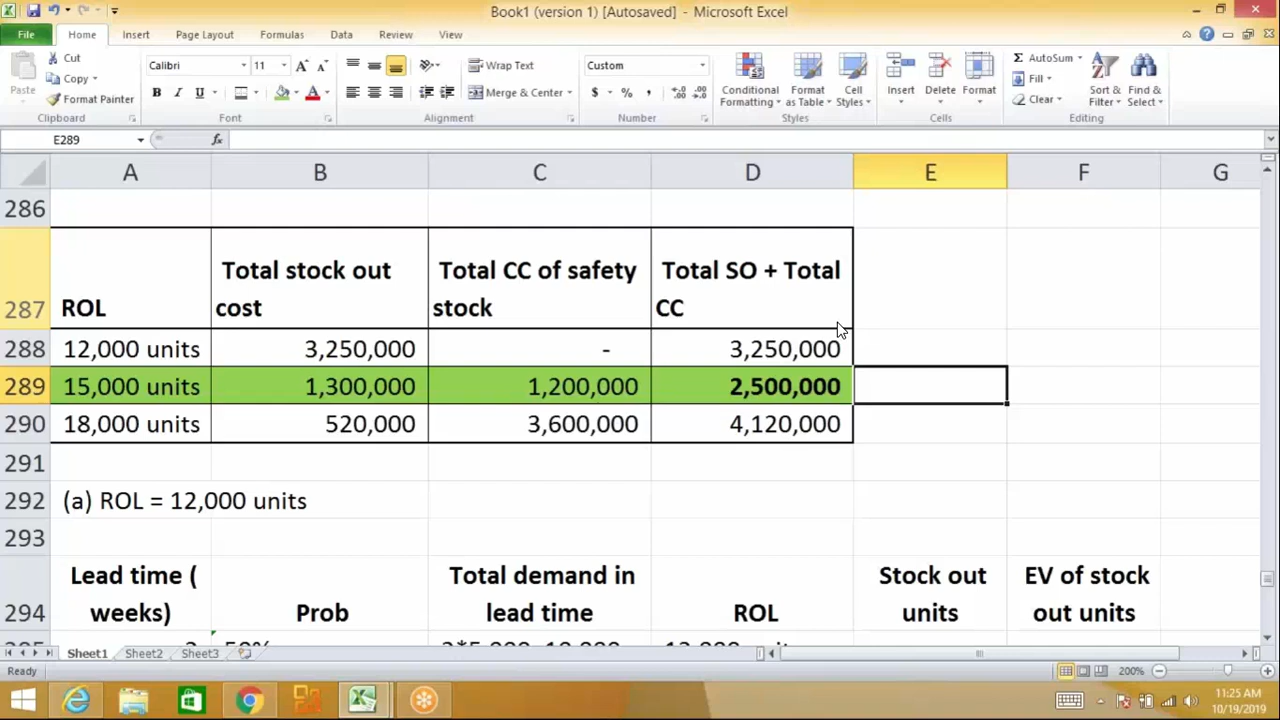 Book1 (version 1) [Autosaved] - Microsoft Excel
File Home Insert Page Layout Formulas Data Review View
Paste
Cut
Copy
Format Painter
Clipboard
Calibri 11
B I U
Font
Wrap Text
Merge & Center
Alignment
Custom
$ % ,
Number
Conditional Formatting
Format as Table
Cell Styles
Styles
Insert
Delete
Format
Cells
AutoSum
Fill
Clear
Sort & Filter
Find & Select
Editing
E289 fx
A B C D E F G
286
287 ROL Total stock out cost Total CC of safety stock Total SO + Total CC
288 12,000 units 3,250,000 - 3,250,000
289 15,000 units 1,300,000 1,200,000 2,500,000
290 18,000 units 520,000 3,600,000 4,120,000
291
292 (a) ROL = 12,000 units
293
294 Lead time ( weeks) Prob Total demand in lead time ROL Stock out units EV of stock out units
Sheet1 Sheet2 Sheet3
Ready 200%
11:25 AM
10/19/2019